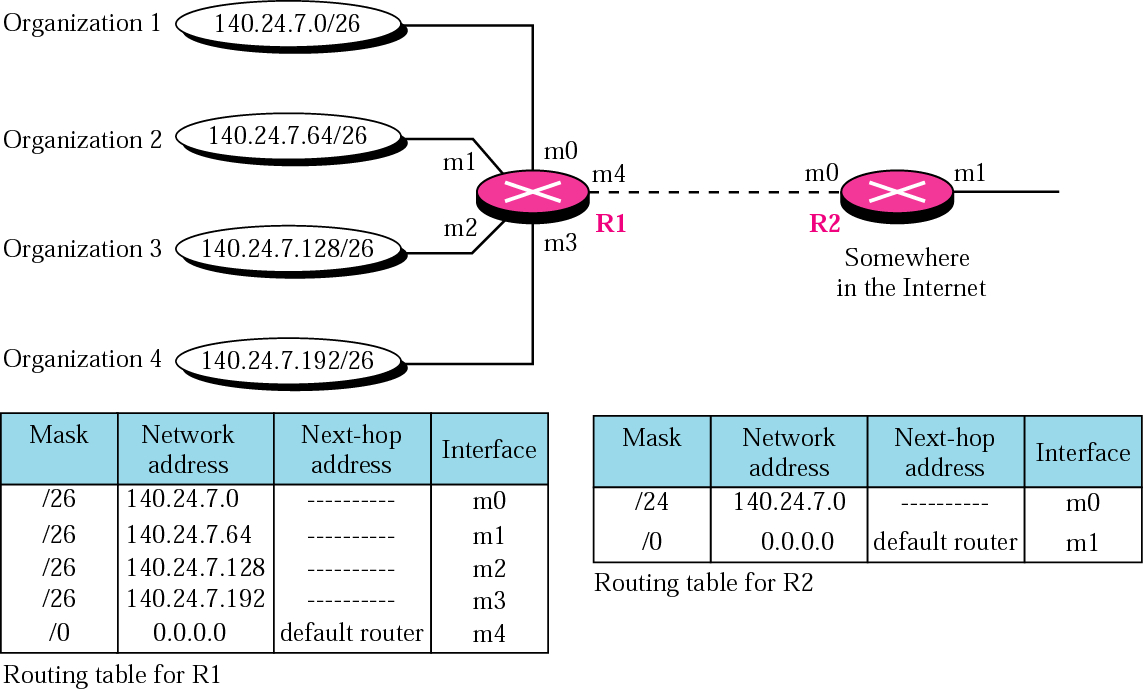 Organization 1
140.24.7.0/26
Organization 2
140.24.7.64/26
m1
m0
m4
m0
m1
R1
R2
m2
m3
Organization 3
140.24.7.128/26
Somewhere
in the Internet
Organization 4
140.24.7.192/26
Mask Network address Next-hop address Interface
/26 140.24.7.0 ---------- m0
/26 140.24.7.64 ---------- m1
/26 140.24.7.128 ---------- m2
/26 140.24.7.192 ---------- m3
/0 0.0.0.0 default router m4
Routing table for R1
Mask Network address Next-hop address Interface
/24 140.24.7.0 ---------- m0
/0 0.0.0.0 default router m1
Routing table for R2